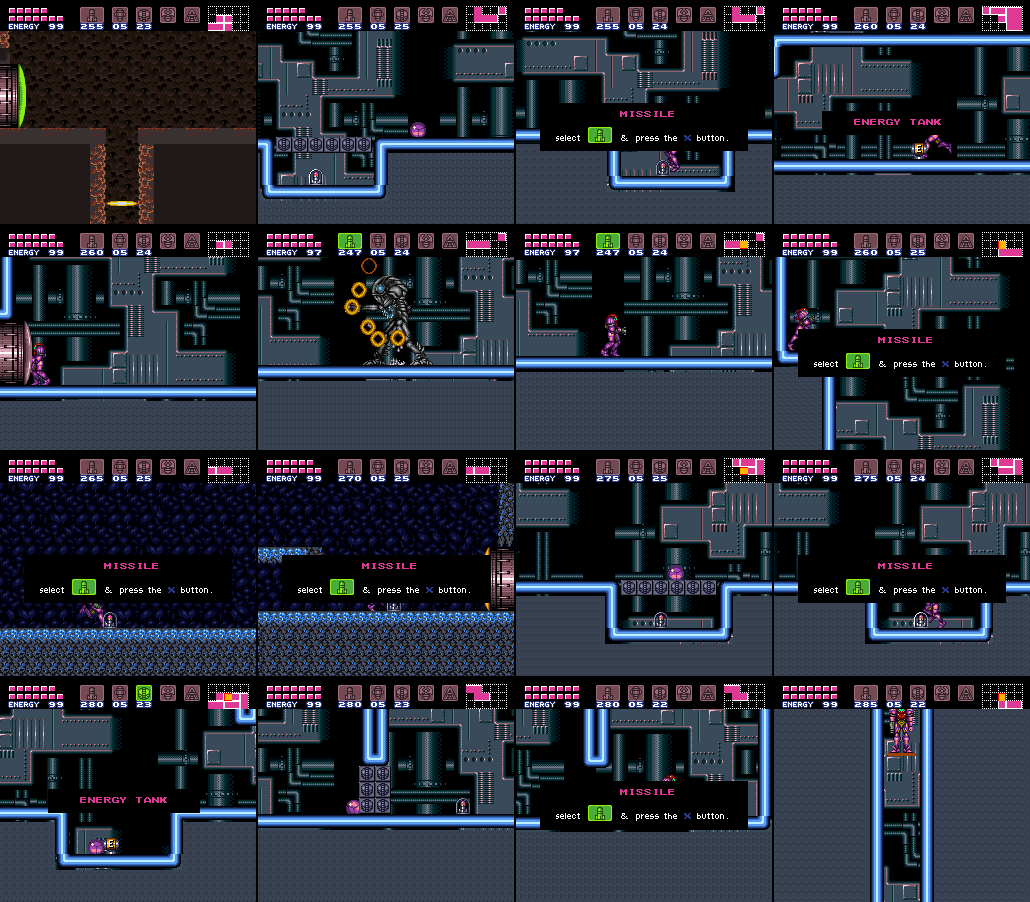 ENERGY 99 255 05 23
ENERGY 99 255 05 25
ENERGY 99 255 05 24
ENERGY 99 260 05 24
MISSILE
select & press the X button.
ENERGY TANK
ENERGY 99 260 05 24
ENERGY 97 247 05 24
ENERGY 97 247 05 24
ENERGY 99 260 05 25
MISSILE
select & press the X button.
ENERGY 99 265 05 25
ENERGY 99 270 05 25
ENERGY 99 275 05 25
ENERGY 99 275 05 24
MISSILE
select & press the X button.
MISSILE
select & press the X button.
MISSILE
select & press the X button.
ENERGY 99 280 05 23
ENERGY 99 280 05 23
ENERGY 99 280 05 22
ENERGY 99 285 05 22
ENERGY TANK
MISSILE
select & press the X button.